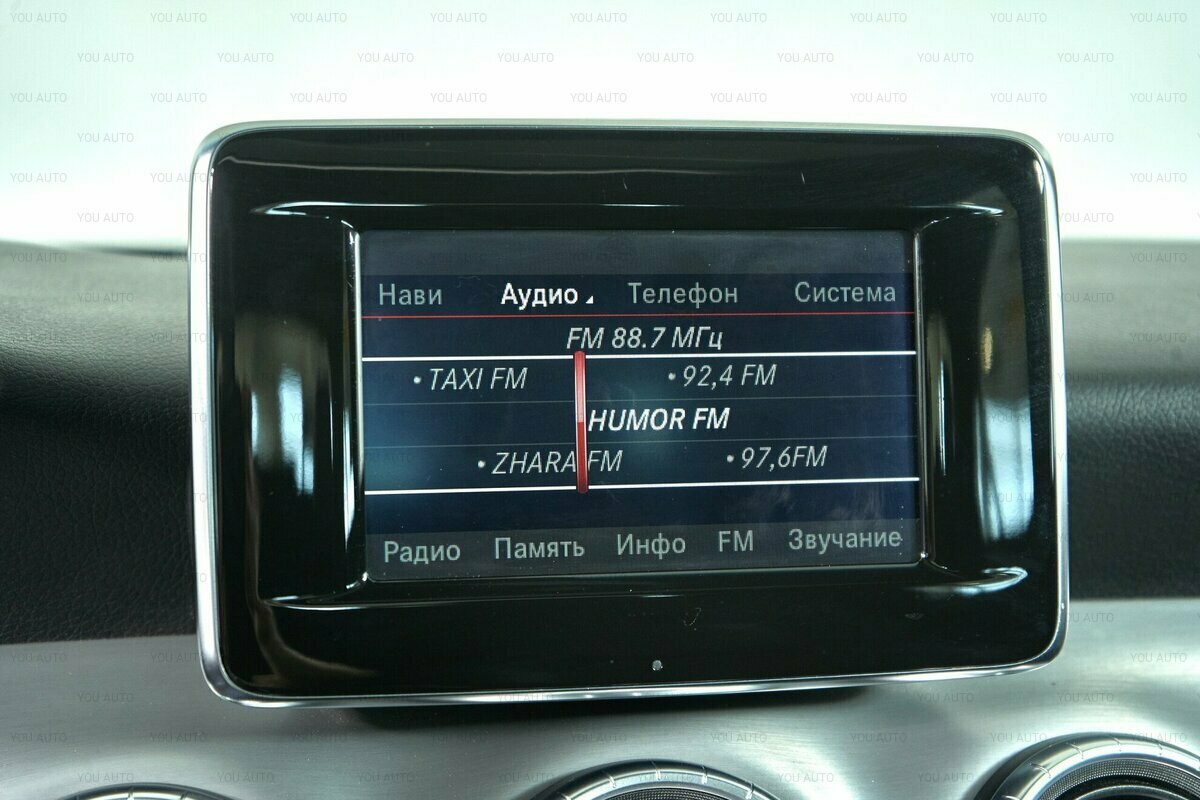 Нави Аудио Телефон Система
FM 88.7 МГц
• TAXI FM • 92,4 FM
HUMOR FM
• ZHARA FM • 97,6FM
Радио Память Инфо FM Звучание
YOU AUTO